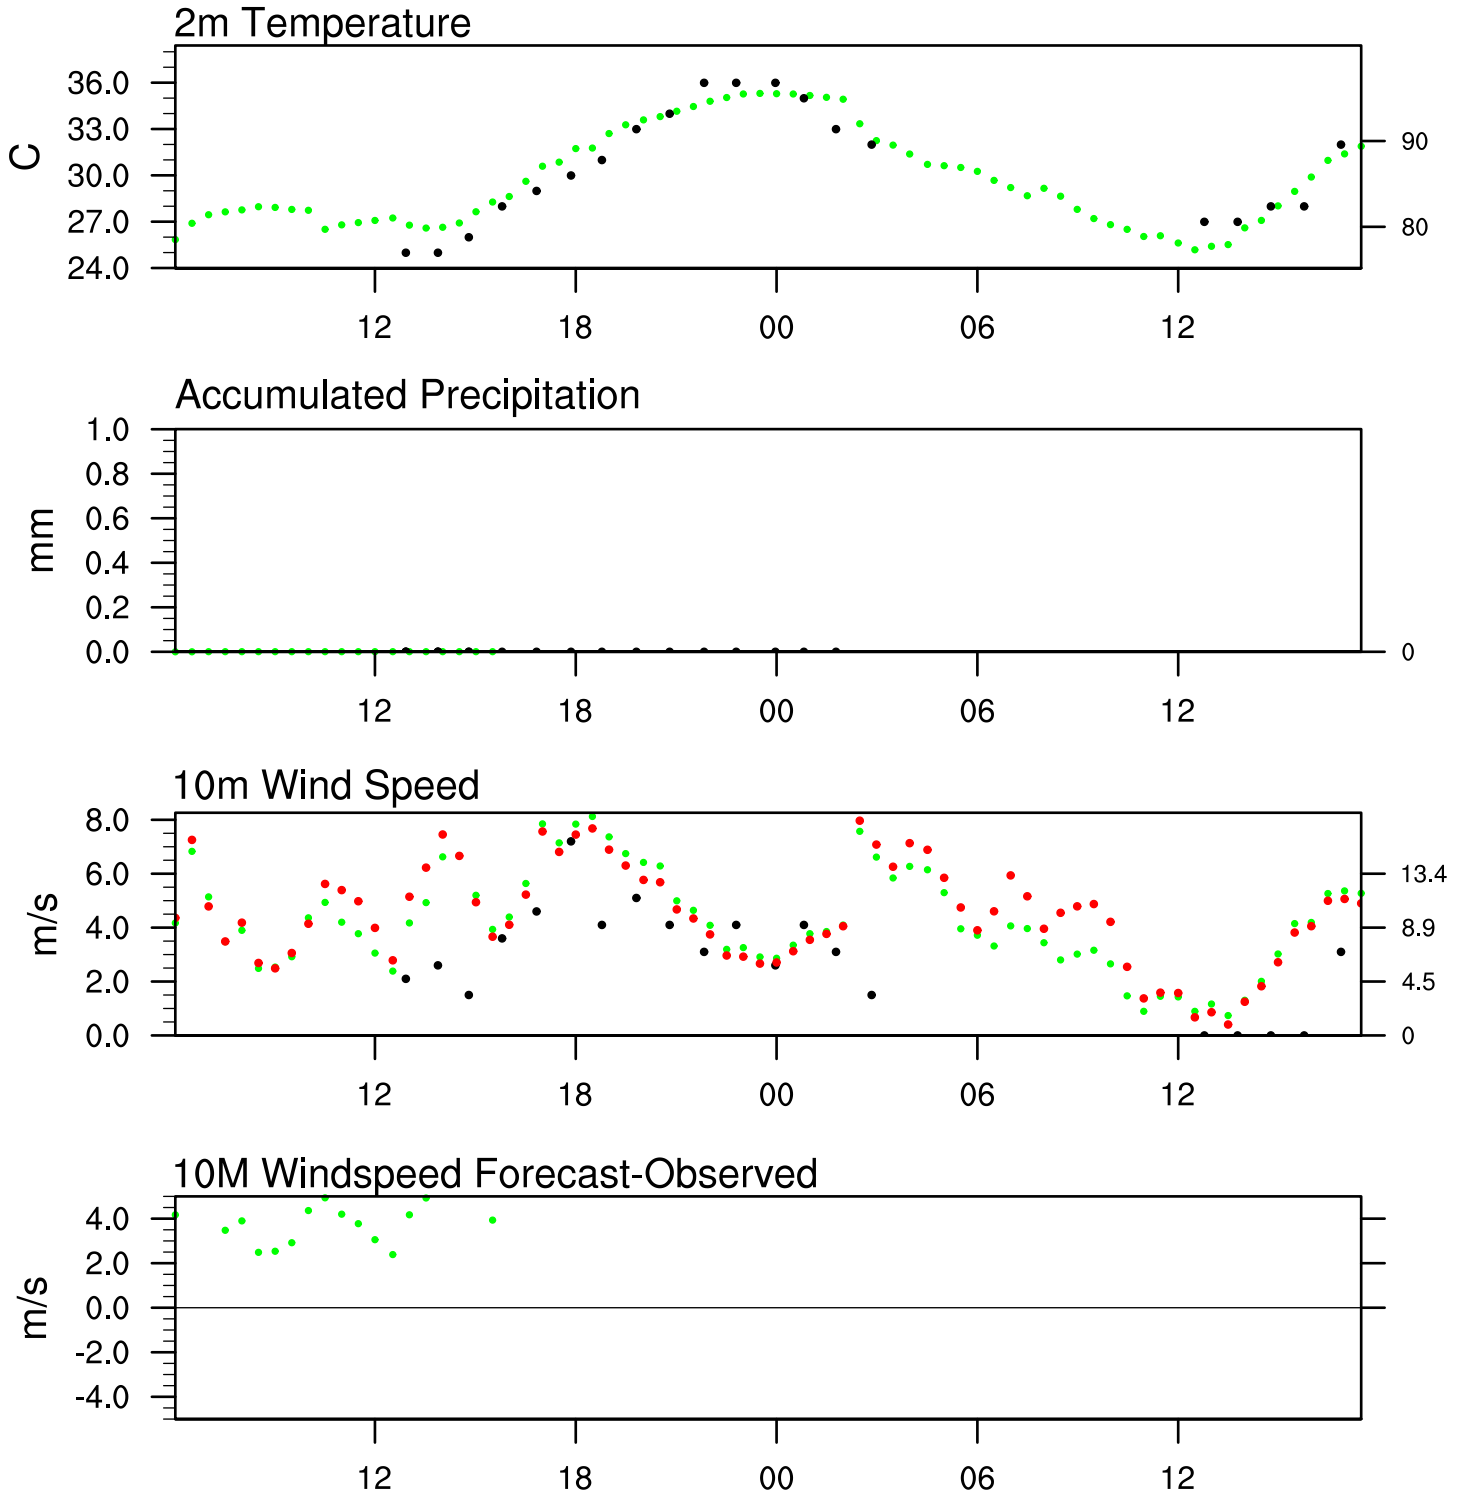 2m Temperature
C
36.0
33.0
30.0
27.0
24.0
90
80
12 18 00 06 12
Accumulated Precipitation
mm
1.0
0.8
0.6
0.4
0.2
0.0
0
12 18 00 06 12
10m Wind Speed
m/s
8.0
6.0
4.0
2.0
0.0
13.4
8.9
4.5
0
12 18 00 06 12
10M Windspeed Forecast-Observed
m/s
4.0
2.0
0.0
-2.0
-4.0
12 18 00 06 12